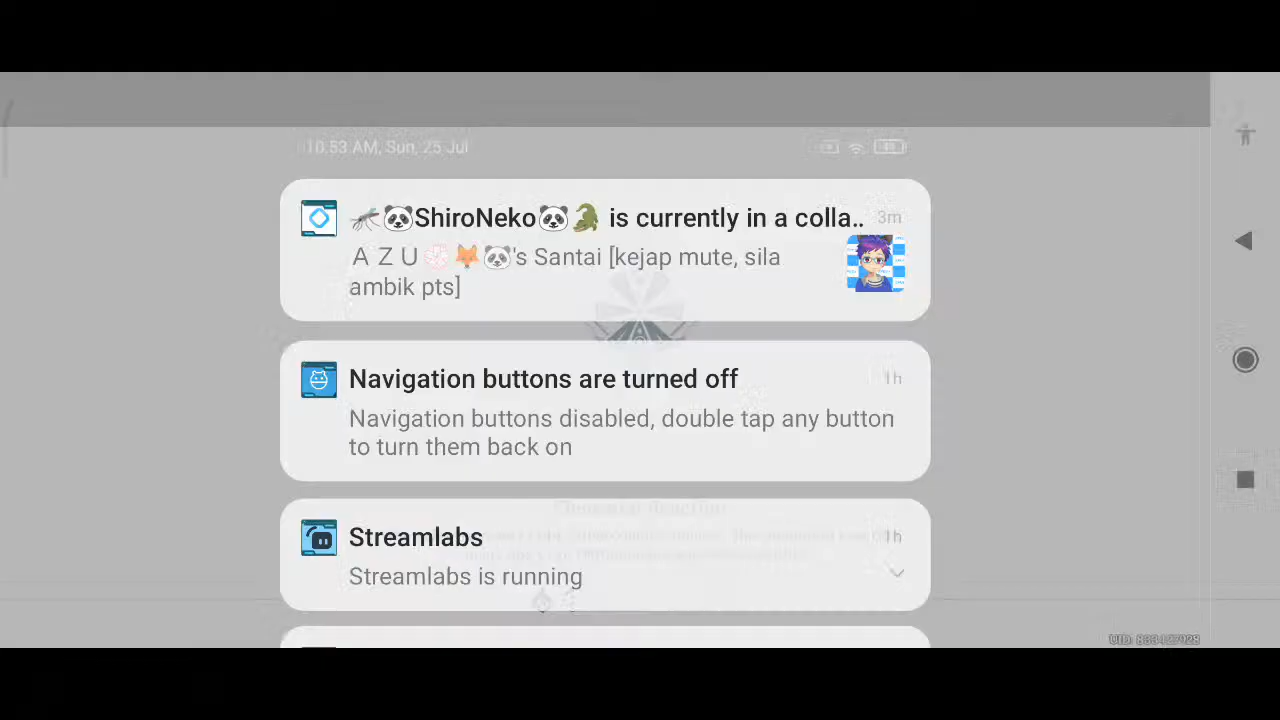 10.53 AM, Sun, 25 Jul
🦟🐼ShiroNeko🐼🐊 is currently in a colla.. 3m
A Z U💮🦊🐼's Santai [kejap mute, sila
ambik pts]
Navigation buttons are turned off 1h
Navigation buttons disabled, double tap any button
to turn them back on
Streamlabs 1h
Streamlabs is running
Elemental Reaction